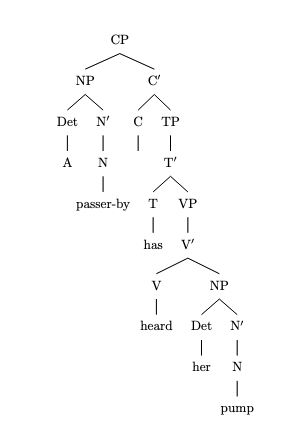 CP
NP C′
Det N′ C TP
A N T′
passer-by T VP
has V′
V NP
heard Det N′
her N
pump